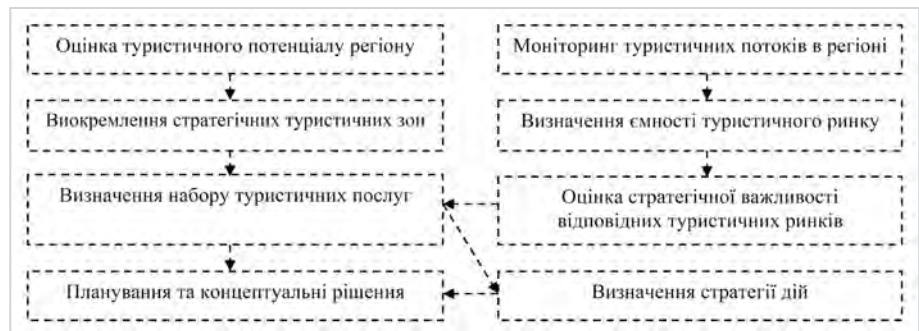 Оцінка туристичного потенціалу регіону
Моніторинг туристичних потоків в регіоні
Виокремлення стратегічних туристичних зон
Визначення ємності туристичного ринку
Визначення набору туристичних послуг
Оцінка стратегічної важливості
відповідних туристичних ринків
Планування та концептуальні рішення
Визначення стратегії дій